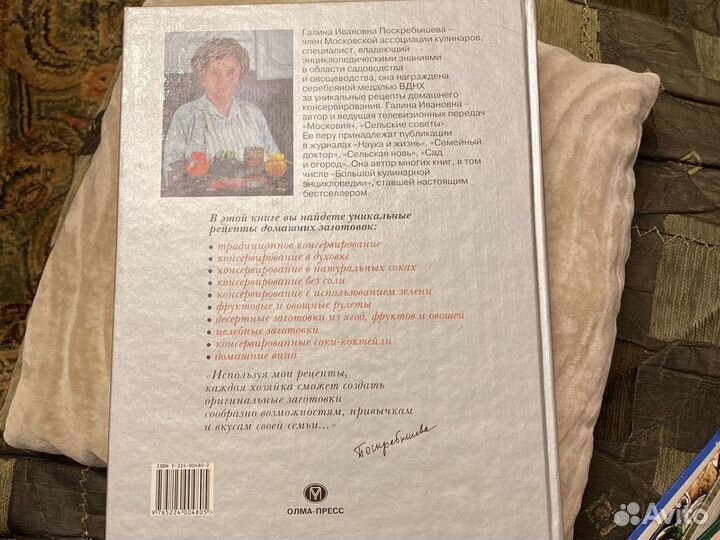 Галина Ивановна Поскребышева –
член Московской ассоциации кулинаров,
специалист, владеющий
энциклопедическими знаниями
в области садоводства
и овощеводства, она награждена
серебряной медалью ВДНХ
за уникальные рецепты домашнего
консервирования. Галина Ивановна –
автор и ведущая телевизионных передач
«Московия», «Сельские советы».
Ее перу принадлежат публикации
в журналах «Наука и жизнь», «Семейный
доктор», «Сельская новь», «Сад
и огород». Она автор многих книг, в том
числе «Большой кулинарной
энциклопедии», ставшей настоящим
бестселлером.
В этой книге вы найдете уникальные
рецепты домашних заготовок:
• традиционное консервирование
• консервирование в духовке
• консервирование в натуральных соках
• консервирование без соли
• консервирование с использованием зелени
• фруктовые и овощные рулеты
• десертные заготовки из ягод, фруктов и овощей
• целебные заготовки
• консервированные соки-коктейли
• домашние вина
«Используя мои рецепты,
каждая хозяйка сможет создать
оригинальные заготовки
сообразно возможностям, привычкам
и вкусам своей семьи...»
Поскребышева
ISBN 5-224-00480-2
9 785224 004805
М
ОЛМА-ПРЕСС
Avito